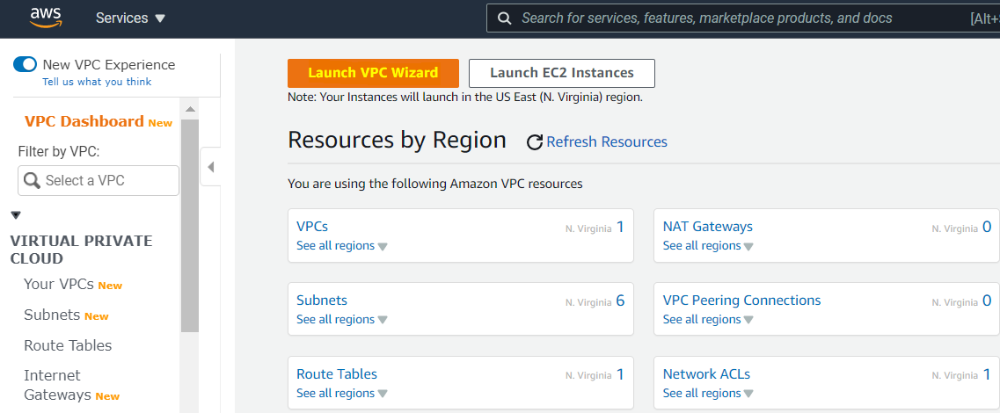 aws Services Search for services, features, marketplace products, and docs [Alt+
New VPC Experience
Tell us what you think
VPC Dashboard New
Filter by VPC:
Select a VPC
VIRTUAL PRIVATE
CLOUD
Your VPCs New
Subnets New
Route Tables
Internet
Gateways New
Launch VPC Wizard Launch EC2 Instances
Note: Your Instances will launch in the US East (N. Virginia) region.
Resources by Region Refresh Resources
You are using the following Amazon VPC resources
VPCs N. Virginia 1
See all regions
NAT Gateways N. Virginia 0
See all regions
Subnets N. Virginia 6
See all regions
VPC Peering Connections N. Virginia 0
See all regions
Route Tables N. Virginia 1
See all regions
Network ACLs N. Virginia 1
See all regions